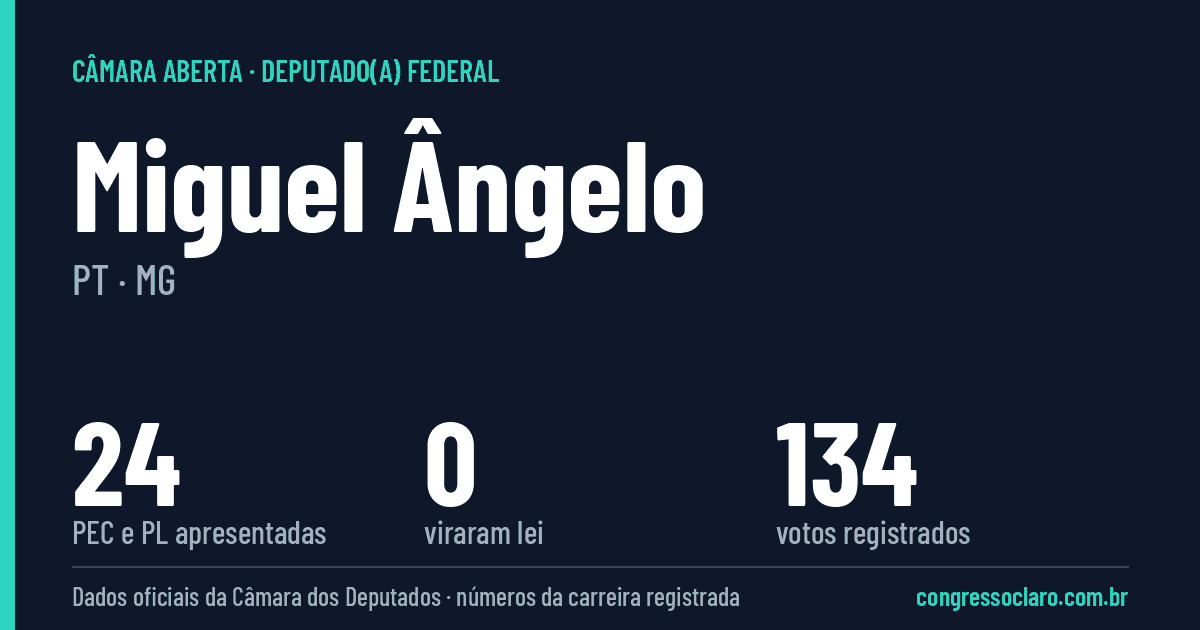 CÂMARA ABERTA · DEPUTADO(A) FEDERAL
Miguel Ângelo
PT · MG
24 0 134
PEC e PL apresentadas viraram lei votos registrados
Dados oficiais da Câmara dos Deputados · números da carreira registrada congressoclaro.com.br